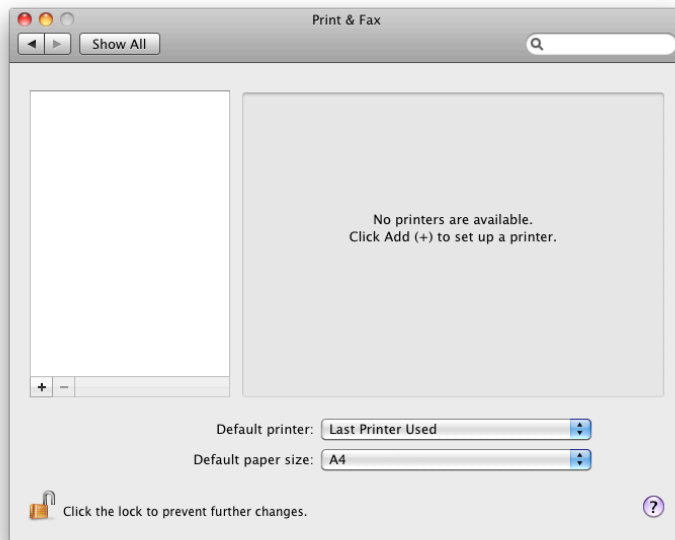 Print & Fax
Show All
No printers are available.
Click Add (+) to set up a printer.
+ −
Default printer: Last Printer Used
Default paper size: A4
Click the lock to prevent further changes.
?